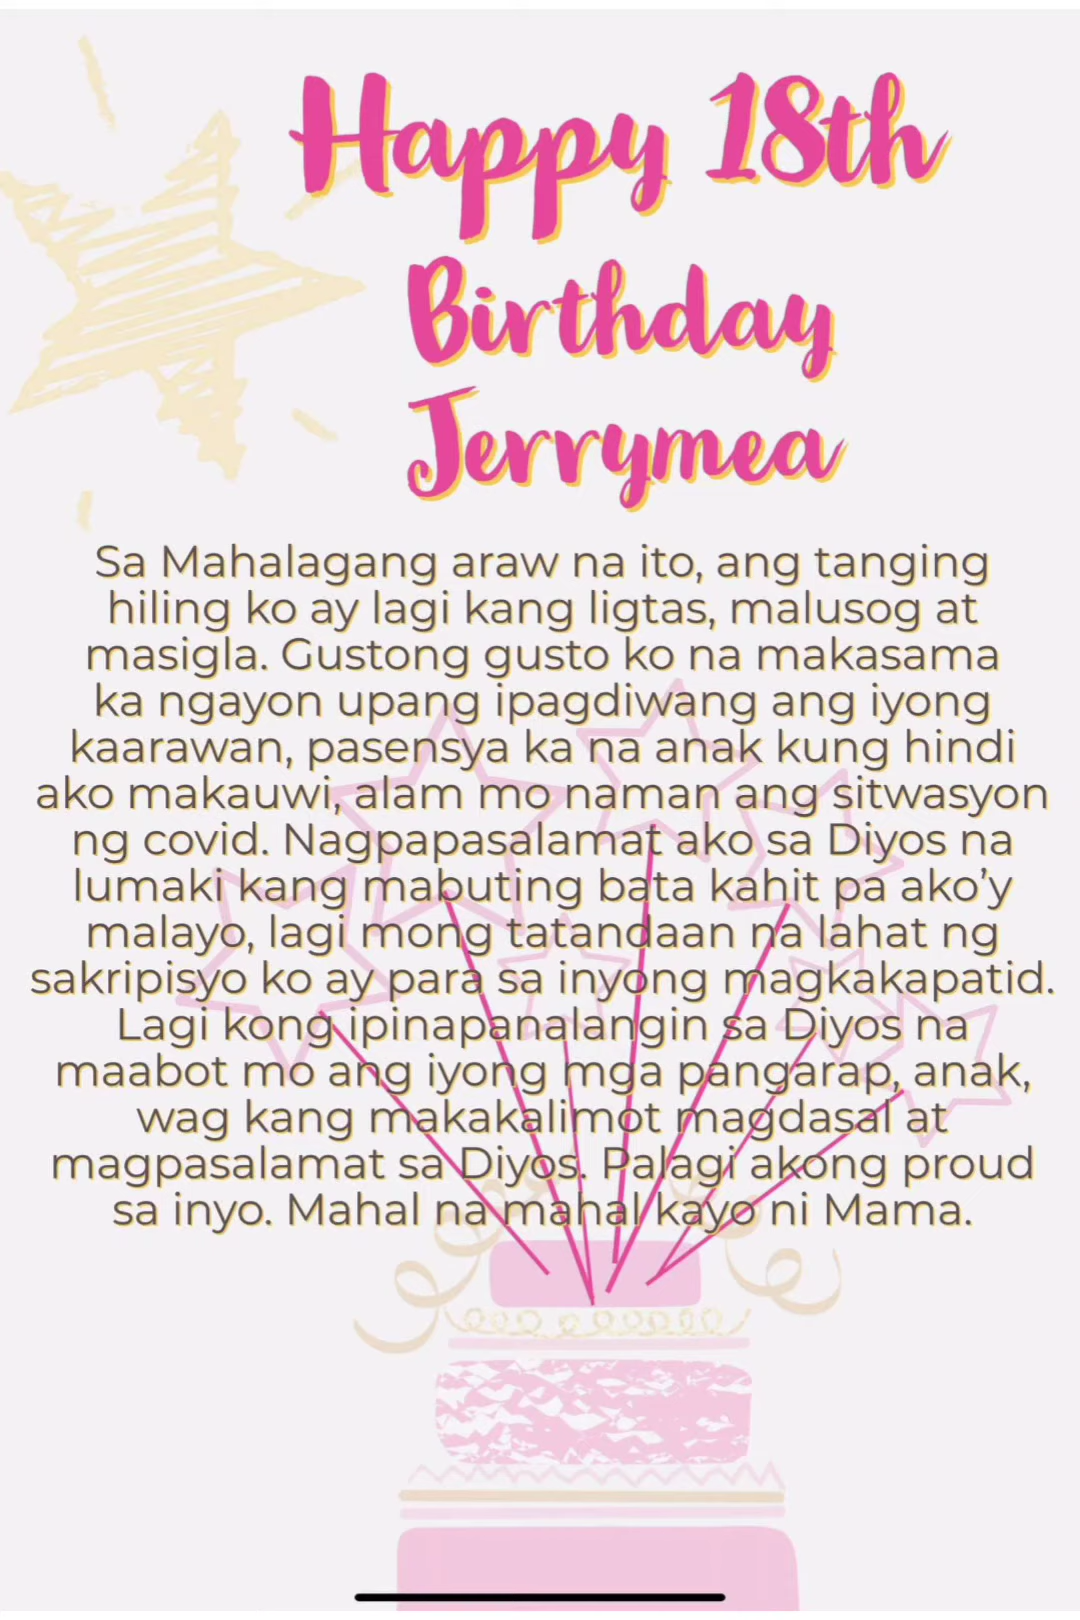 Happy 18th
Birthday
Jerrymea
Sa Mahalagang araw na ito, ang tanging
hiling ko ay lagi kang ligtas, malusog at
masigla. Gustong gusto ko na makasama
ka ngayon upang ipagdiwang ang iyong
kaarawan, pasensya ka na anak kung hindi
ako makauwi, alam mo naman ang sitwasyon
ng covid. Nagpapasalamat ako sa Diyos na
lumaki kang mabuting bata kahit pa ako’y
malayo, lagi mong tatandaan na lahat ng
sakripisyo ko ay para sa inyong magkakapatid.
Lagi kong ipinapanalangin sa Diyos na
maabot mo ang iyong mga pangarap, anak,
wag kang makakalimot magdasal at
magpasalamat sa Diyos. Palagi akong proud
sa inyo. Mahal na mahal kayo ni Mama.